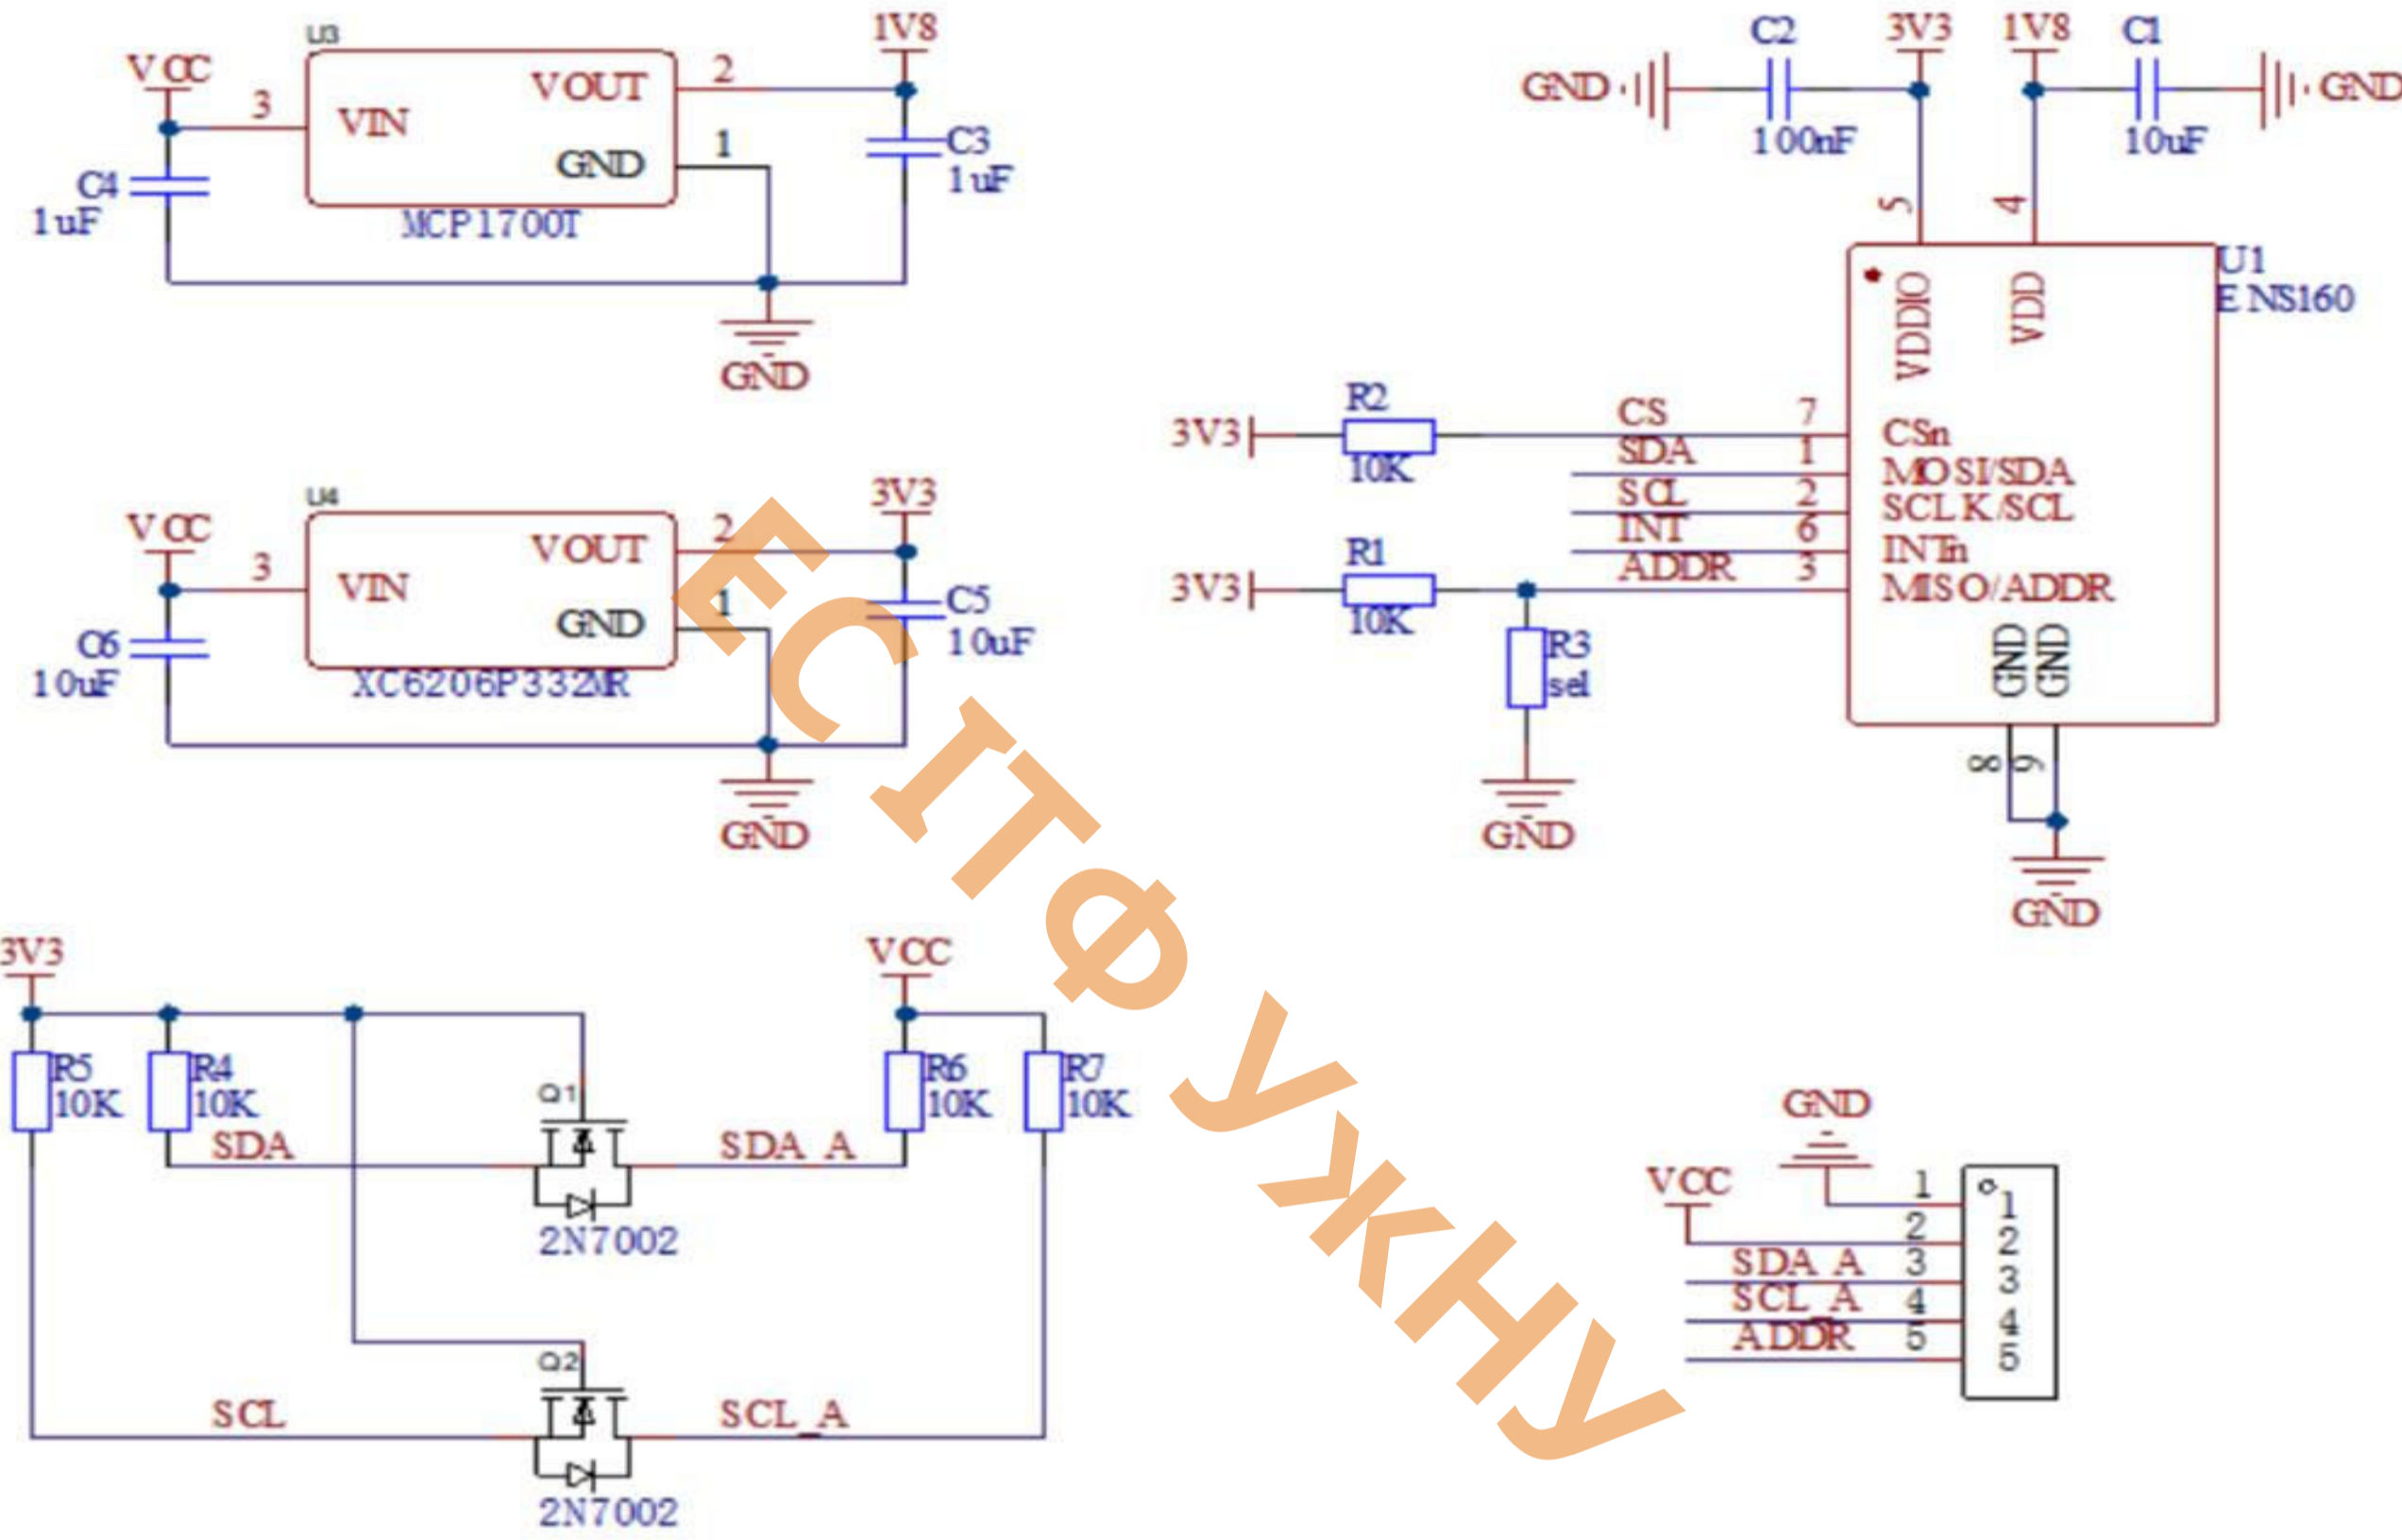 U3
VCC
3
VIN
VOUT
2
1V8
GND
1
C4
1uF
C3
1uF
MCP1700T
GND
U4
VCC
3
VIN
VOUT
2
3V3
GND
1
C6
10uF
C5
10uF
XC6206P332MR
GND
3V3
VCC
R5
10K
R4
10K
R6
10K
R7
10K
Q1
SDA
SDA_A
2N7002
Q2
SCL
SCL_A
2N7002
C2
3V3
1V8
C1
GND
GND
100nF
10uF
5
4
U1
ENS160
VDDIO
VDD
R2
3V3
10K
CS
7
CSn
SDA
1
MOSI/SDA
SCL
2
SCLK/SCL
INT
6
INTn
R1
3V3
10K
ADDR
3
MISO/ADDR
R3
sel
GND
GND
GND
8
9
GND
GND
VCC
1
1
2
2
SDA_A
3
3
SCL_A
4
4
ADDR
5
5
ЕС ІТФ УжНУ